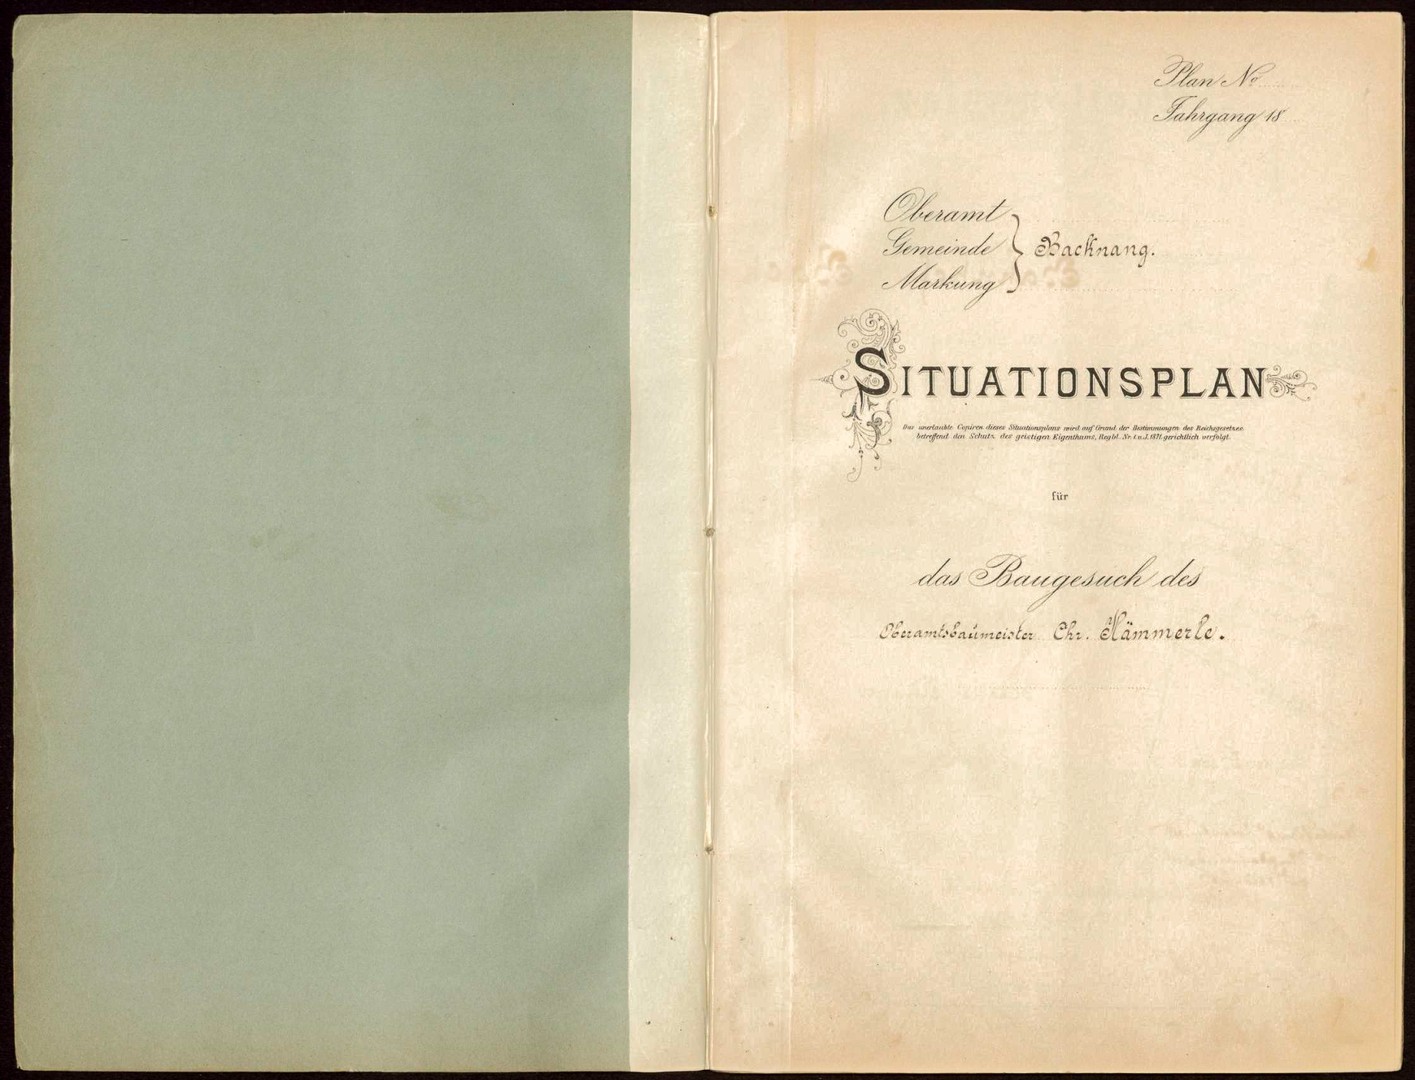 Plan No
Jahrgang 18
Oberamt
Gemeinde } Backnang.
Markung
SITUATIONSPLAN
Das unerlaubte Copiren dieses Situationsplans wird auf Grund der Bestimmungen des Reichsgesetzes
betreffend den Schutz des geistigen Eigenthums, Regbl. Nr. 1 v. J. 1871, gerichtlich verfolgt.
für
das Baugesuch des
Oberamtsbaumeister Chr. Hämmerle.